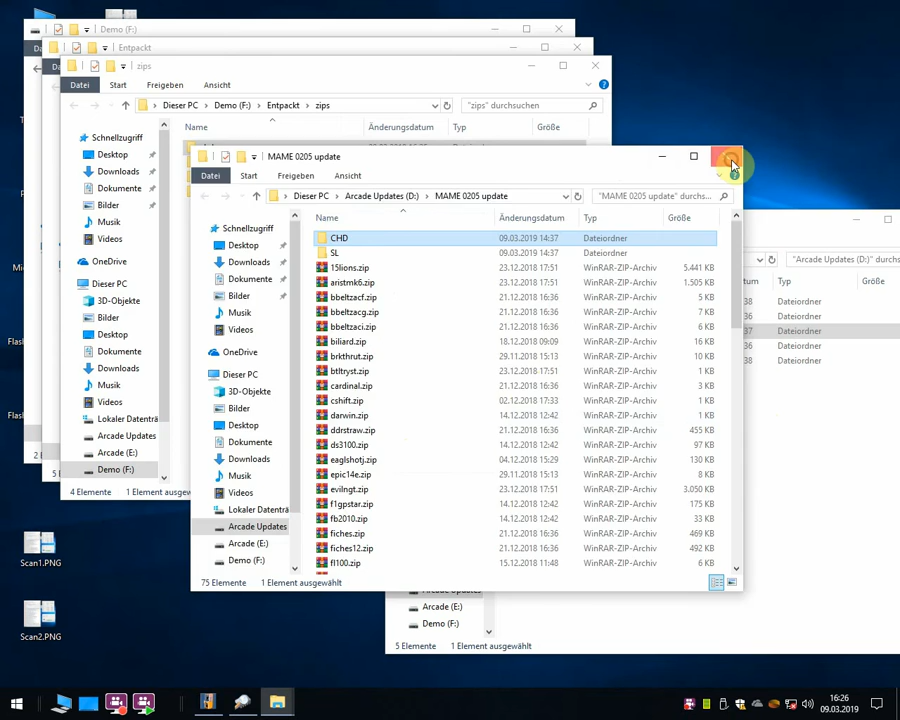 Demo (F:)
Entpackt
zips
Datei
Start
Freigeben
Ansicht
Dieser PC > Demo (F:) > Entpackt > zips
"zips" durchsuchen
Name
Änderungsdatum
Typ
Größe
Schnellzugriff
Desktop
Downloads
Dokumente
Bilder
Musik
Videos
OneDrive
Dieser PC
3D-Objekte
Bilder
Desktop
Dokumente
Downloads
Musik
Videos
Lokaler Datenträ
Arcade Updates
Arcade (E:)
Demo (F:)
4 Elemente
1 Element ausgew
MAME 0205 update
Datei
Start
Freigeben
Ansicht
Dieser PC > Arcade Updates (D:) > MAME 0205 update
"MAME 0205 update" durchs...
Name
Änderungsdatum
Typ
Größe
Schnellzugriff
Desktop
Downloads
Dokumente
Bilder
Musik
Videos
OneDrive
Dieser PC
3D-Objekte
Bilder
Desktop
Dokumente
Downloads
Musik
Videos
Lokaler Datenträ
Arcade Updates
Arcade (E:)
Demo (F:)
CHD 09.03.2019 14:37 Dateiordner
SL 09.03.2019 14:37 Dateiordner
15lions.zip 23.12.2018 17:51 WinRAR-ZIP-Archiv 5.441 KB
aristmk6.zip 23.12.2018 17:51 WinRAR-ZIP-Archiv 1.505 KB
bbeltzacf.zip 21.12.2018 16:36 WinRAR-ZIP-Archiv 5 KB
bbeltzacg.zip 21.12.2018 16:36 WinRAR-ZIP-Archiv 7 KB
bbeltzaci.zip 21.12.2018 16:36 WinRAR-ZIP-Archiv 6 KB
biliard.zip 18.12.2018 09:09 WinRAR-ZIP-Archiv 16 KB
brkthrut.zip 29.11.2018 15:13 WinRAR-ZIP-Archiv 10 KB
btltryst.zip 21.12.2018 17:51 WinRAR-ZIP-Archiv 1 KB
cardinal.zip 21.12.2018 16:36 WinRAR-ZIP-Archiv 3 KB
cshift.zip 02.12.2018 17:33 WinRAR-ZIP-Archiv 1 KB
darwin.zip 14.12.2018 12:42 WinRAR-ZIP-Archiv 1 KB
ddrstraw.zip 21.12.2018 16:36 WinRAR-ZIP-Archiv 455 KB
ds3100.zip 14.12.2018 12:42 WinRAR-ZIP-Archiv 97 KB
eaglshotj.zip 04.12.2018 15:29 WinRAR-ZIP-Archiv 130 KB
epic14e.zip 29.11.2018 15:13 WinRAR-ZIP-Archiv 8 KB
evilngt.zip 23.12.2018 17:51 WinRAR-ZIP-Archiv 3.050 KB
f1gpstar.zip 14.12.2018 12:42 WinRAR-ZIP-Archiv 175 KB
fb2010.zip 14.12.2018 12:42 WinRAR-ZIP-Archiv 33 KB
fiches.zip 21.12.2018 16:36 WinRAR-ZIP-Archiv 469 KB
fiches12.zip 21.12.2018 16:36 WinRAR-ZIP-Archiv 492 KB
fl100.zip 15.12.2018 11:48 WinRAR-ZIP-Archiv 6 KB
75 Elemente
1 Element ausgewählt
"Arcade Updates (D:)" durchs
tum
Typ
Größe
38 Dateiordner
36 Dateiordner
37 Dateiordner
36 Dateiordner
38 Dateiordner
Arcade (E:)
Demo (F:)
5 Elemente
1 Element ausgewählt
Scan1.PNG
Scan2.PNG
16:26
09.03.2019